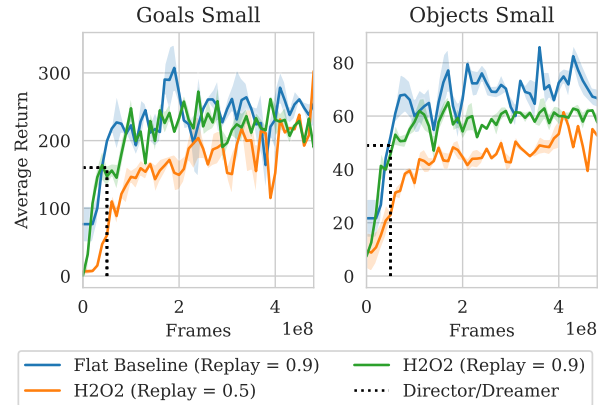 Goals Small
Objects Small
Average Return
300
200
100
0
80
60
40
20
0
0
2
4
1e8
0
2
4
1e8
Frames
Frames
Flat Baseline (Replay = 0.9)
H2O2 (Replay = 0.9)
H2O2 (Replay = 0.5)
Director/Dreamer